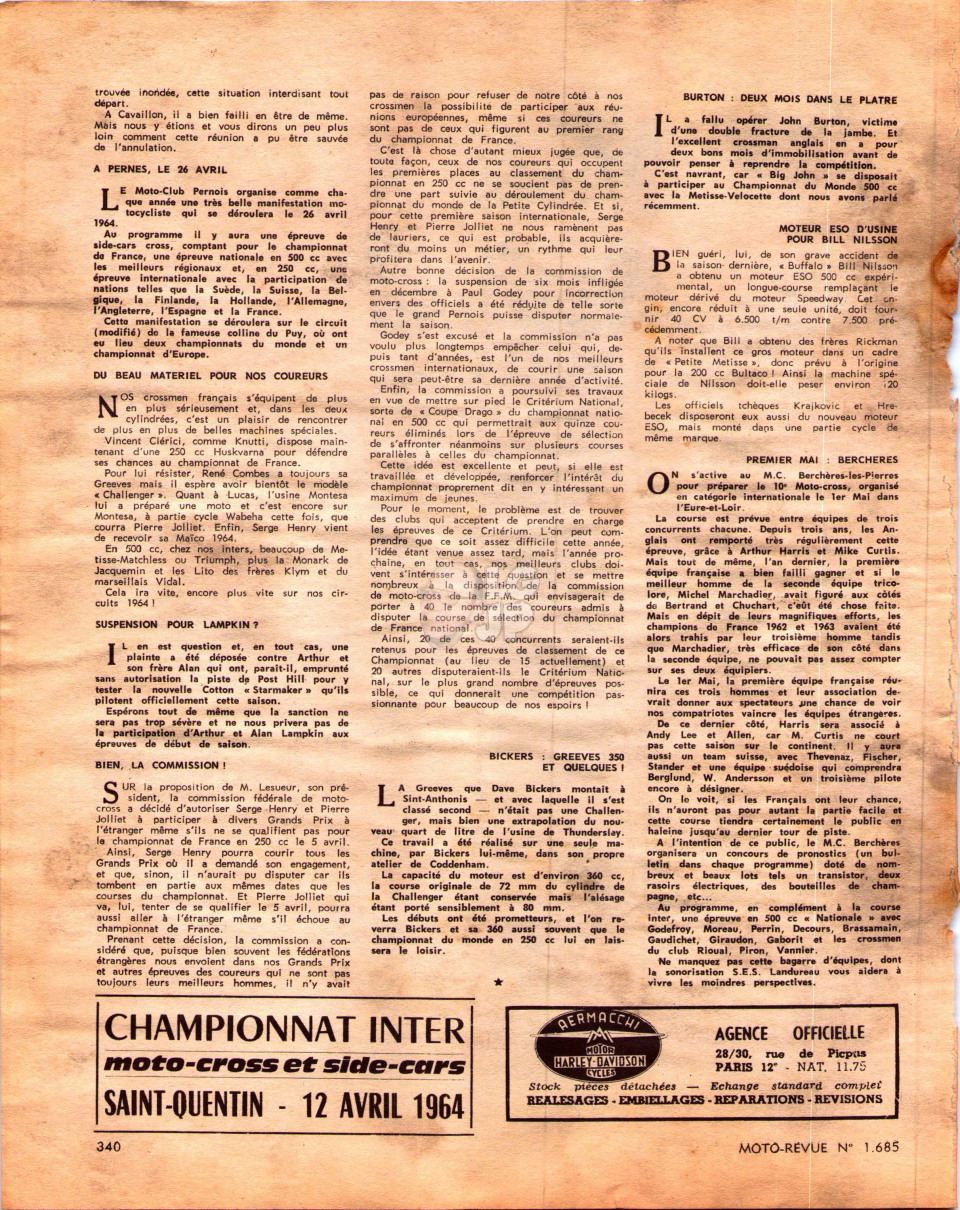 trouvée inondée, cette situation interdisant tout
départ.
A Cavaillon, il a bien failli en être de même.
Mais nous y étions et vous dirons un peu plus
loin comment cette réunion a pu être sauvée
de l'annulation.
A PERNES, LE 26 AVRIL
LE Moto-Club Pernois organise comme cha-
que année une très belle manifestation mo-
tocycliste qui se déroulera le 26 avril
1964.
Au programme il y aura une épreuve de
side-cars cross, comptant pour le championnat
de France, une épreuve nationale en 500 cc avec
les meilleurs régionaux et, en 250 cc, une
épreuve internationale avec la participation de
nations telles que la Suède, la Suisse, la Bel-
gique, la Finlande, la Hollande, l'Allemagne,
l'Angleterre, l'Espagne et la France.
Cette manifestation se déroulera sur le circuit
(modifié) de la fameuse colline du Puy, où ont
eu lieu deux championnats du monde et un
championnat d'Europe.
DU BEAU MATERIEL POUR NOS COUREURS
NOS crossmen français s'équipent de plus
en plus sérieusement et, dans les deux
cylindrées, c'est un plaisir de rencontrer
de plus en plus de belles machines spéciales.
Vincent Clérici, comme Knutti, dispose main-
tenant d'une 250 cc Huskvarna pour défendre
ses chances au championnat de France.
Pour lui résister, René Combes a toujours sa
Greeves mais il espère avoir bientôt le modèle
« Challenger ». Quant à Lucas, l'usine Montesa
lui a préparé une moto et c'est encore sur
Montesa, à partie cycle Wabeha cette fois, que
courra Pierre Jolliet. Enfin, Serge Henry vient
de recevoir sa Maïco 1964.
En 500 cc, chez nos inters, beaucoup de Me-
tisse-Matchless ou Triumph, plus la Monark de
Jacquemin et les Lito des frères Klym et du
marseillais Vidal.
Cela ira vite, encore plus vite sur nos cir-
cuits 1964 !
SUSPENSION POUR LAMPKIN ?
IL en est question et, en tout cas, une
plainte a été déposée contre Arthur et
son frère Alan qui ont, paraît-il, emprunté
sans autorisation la piste de Post Hill pour y
tester la nouvelle Cotton « Starmaker » qu'ils
pilotent officiellement cette saison.
Espérons tout de même que la sanction ne
sera pas trop sévère et ne nous privera pas de
la participation d'Arthur et Alan Lampkin aux
épreuves de début de saison.
BIEN, LA COMMISSION !
SUR la proposition de M. Lesueur, son pré-
sident, la commission fédérale de moto-
cross a décidé d'autoriser Serge Henry et Pierre
Jolliet à participer à divers Grands Prix à
l'étranger même s'ils ne se qualifient pas pour
le championnat de France en 250 cc le 5 avril.
Ainsi, Serge Henry pourra courir tous les
Grands Prix où il a demandé son engagement,
et que, sinon, il n'aurait pu disputer car ils
tombent en partie aux mêmes dates que les
courses du championnat. Et Pierre Jolliet qui
va, lui, tenter de se qualifier le 5 avril, pourra
aussi aller à l'étranger même s'il échoue au
championnat de France.
Prenant cette décision, la commission a con-
sidéré que, puisque bien souvent les fédérations
étrangères nous envoient dans nos Grands Prix
et autres épreuves des coureurs qui ne sont pas
toujours leurs meilleurs hommes, il n'y avait
pas de raison pour refuser de notre côté à nos
crossmen la possibilité de participer aux réu-
nions européennes, même si ces coureurs ne
sont pas de ceux qui figurent au premier rang
du championnat de France.
C'est là chose d'autant mieux jugée que, de
toute façon, ceux de nos coureurs qui occupent
les premières places au classement du cham-
pionnat en 250 cc ne se soucient pas de pren-
dre une part suivie au déroulement du cham-
pionnat du monde de la Petite Cylindrée. Et si,
pour cette première saison internationale, Serge
Henry et Pierre Jolliet ne nous ramènent pas
de lauriers, ce qui est probable, ils acquière-
ront du moins un métier, un rythme qui leur
profitera dans l'avenir.
Autre bonne décision de la commission de
moto-cross : la suspension de six mois infligée
en décembre à Paul Godey pour incorrection
envers des officiels a été réduite de telle sorte
que le grand Pernois puisse disputer normale-
ment la saison.
Godey s'est excusé et la commission n'a pas
voulu plus longtemps empêcher celui qui, de-
puis tant d'années, est l'un de nos meilleurs
crossmen internationaux, de courir une saison
qui sera peut-être sa dernière année d'activité.
Enfin, la commission a poursuivi ses travaux
en vue de mettre sur pied le Critérium National,
sorte de « Coupe Drago » du championnat natio-
nal en 500 cc qui permettrait aux quinze cou-
reurs éliminés lors de l'épreuve de sélection
de s'affronter néanmoins sur plusieurs courses
parallèles à celles du championnat.
Cette idée est excellente et peut, si elle est
travaillée et développée, renforcer l'intérêt du
championnat proprement dit en y intéressant un
maximum de jeunes.
Pour le moment, le problème est de trouver
des clubs qui acceptent de prendre en charge
les épreuves de ce Critérium. L'on peut com-
prendre que ce soit assez difficile cette année,
l'idée étant venue assez tard, mais l'année pro-
chaine, en tout cas, nos meilleurs clubs doi-
vent s'intéresser à cette question et se mettre
nombreux à la disposition de la commission
de moto-cross de la F.F.M. qui envisagerait de
porter à 40 le nombre des coureurs admis à
disputer la course de sélection du championnat
de France national.
Ainsi, 20 de ces 40 concurrents seraient-ils
retenus pour les épreuves de classement de ce
Championnat (au lieu de 15 actuellement) et
20 autres disputeraient-ils le Critérium Natio-
nal, sur le plus grand nombre d'épreuves pos-
sible, ce qui donnerait une compétition pas-
sionnante pour beaucoup de nos espoirs !
BICKERS : GREEVES 350
ET QUELQUES !
LA Greeves que Dave Bickers montait à
Sint-Anthonis — et avec laquelle il s'est
classé second — n'était pas une Challen-
ger, mais bien une extrapolation du nou-
veau quart de litre de l'usine de Thunderslay.
Ce travail a été réalisé sur une seule ma-
chine, par Bickers lui-même, dans son propre
atelier de Coddenham.
La capacité du moteur est d'environ 360 cc,
la course originale de 72 mm du cylindre de
la Challenger étant conservée mais l'alésage
étant porté sensiblement à 80 mm.
Les débuts ont été prometteurs, et l'on re-
verra Bickers et sa 360 aussi souvent que le
championnat du monde en 250 cc lui en lais-
sera le loisir.
BURTON : DEUX MOIS DANS LE PLATRE
IL a fallu opérer John Burton, victime
d'une double fracture de la jambe. Et
l'excellent crossman anglais en a pour
deux bons mois d'immobilisation avant de
pouvoir penser à reprendre la compétition.
C'est navrant, car « Big John » se disposait
à participer au Championnat du Monde 500 cc
avec la Metisse-Velocette dont nous avons parlé
récemment.
MOTEUR ESO D'USINE
POUR BILL NILSSON
BIEN guéri, lui, de son grave accident de
la saison dernière, « Buffalo » Bill Nilsson
a obtenu un moteur ESO 500 cc expéri-
mental, un longue-course remplaçant le
moteur dérivé du moteur Speedway. Cet en-
gin, encore réduit à une seule unité, doit four-
nir 40 CV à 6.500 t/m contre 7.500 pré-
cédemment.
A noter que Bill a obtenu des frères Rickman
qu'ils installent ce gros moteur dans un cadre
de « Petite Metisse », donc prévu à l'origine
pour la 200 cc Bultaco ! Ainsi la machine spé-
ciale de Nilsson doit-elle peser environ 120
kilogs.
Les officiels tchèques Krajkovic et Hre-
becek disposeront eux aussi du nouveau moteur
ESO, mais monté dans une partie cycle de
même marque.
PREMIER MAI : BERCHERES
ON s'active au M.C. Berchères-les-Pierres
pour préparer le 10e Moto-cross, organisé
en catégorie internationale le 1er Mai dans
l'Eure-et-Loir.
La course est prévue entre équipes de trois
concurrents chacune. Depuis trois ans, les An-
glais ont remporté très régulièrement cette
épreuve, grâce à Arthur Harris et Mike Curtis.
Mais tout de même, l'an dernier, la première
équipe française a bien failli gagner et si le
meilleur homme de la seconde équipe trico-
lore, Michel Marchadier, avait figuré aux côtés
de Bertrand et Chuchart, c'eût été chose faite.
Mais en dépit de leurs magnifiques efforts, les
champions de France 1962 et 1963 avaient été
alors trahis par leur troisième homme tandis
que Marchadier, très efficace de son côté dans
la seconde équipe, ne pouvait pas assez compter
sur ses deux équipiers.
Le 1er Mai, la première équipe française réu-
nira ces trois hommes et leur association de-
vrait donner aux spectateurs une chance de voir
nos compatriotes vaincre les équipes étrangères.
De ce dernier côté, Harris sera associé à
Andy Lee et Allen, car M. Curtis ne court
pas cette saison sur le continent. Il y aura
aussi un team suisse, avec Thevenaz, Fischer,
Stander et une équipe suédoise qui comprendra
Berglund, W. Andersson et un troisième pilote
encore à désigner.
On le voit, si les Français ont leur chance,
ils n'auront pas pour autant la partie facile et
cette course tiendra certainement le public en
haleine jusqu'au dernier tour de piste.
A l'intention de ce public, le M.C. Berchères
organisera un concours de pronostics (un bul-
letin dans chaque programme) doté de nom-
breux et beaux lots tels un transistor, deux
rasoirs électriques, des bouteilles de cham-
pagne, etc...
Au programme, en complément à la course
inter, une épreuve en 500 cc « Nationale » avec
Godefroy, Moreau, Perrin, Decours, Brassamain,
Gaudichet, Giraudon, Gaborit et les crossmen
du club Rioual, Piron, Vannier.
Ne manquez pas cette bagarre d'équipes, dont
la sonorisation S.E.S. Landureau vous aidera à
vivre les moindres perspectives.
CHAMPIONNAT INTER
moto-cross et side-cars
SAINT-QUENTIN - 12 AVRIL 1964
AERMACCHI
MOTOR
HARLEY-DAVIDSON
CYCLES
AGENCE OFFICIELLE
28/30, rue de Picpus
PARIS 12e - NAT. 11.75
Stock pièces détachées — Echange standard complet
REALESAGES - EMBIELLAGES - REPARATIONS - REVISIONS
340
MOTO-REVUE N° 1.685